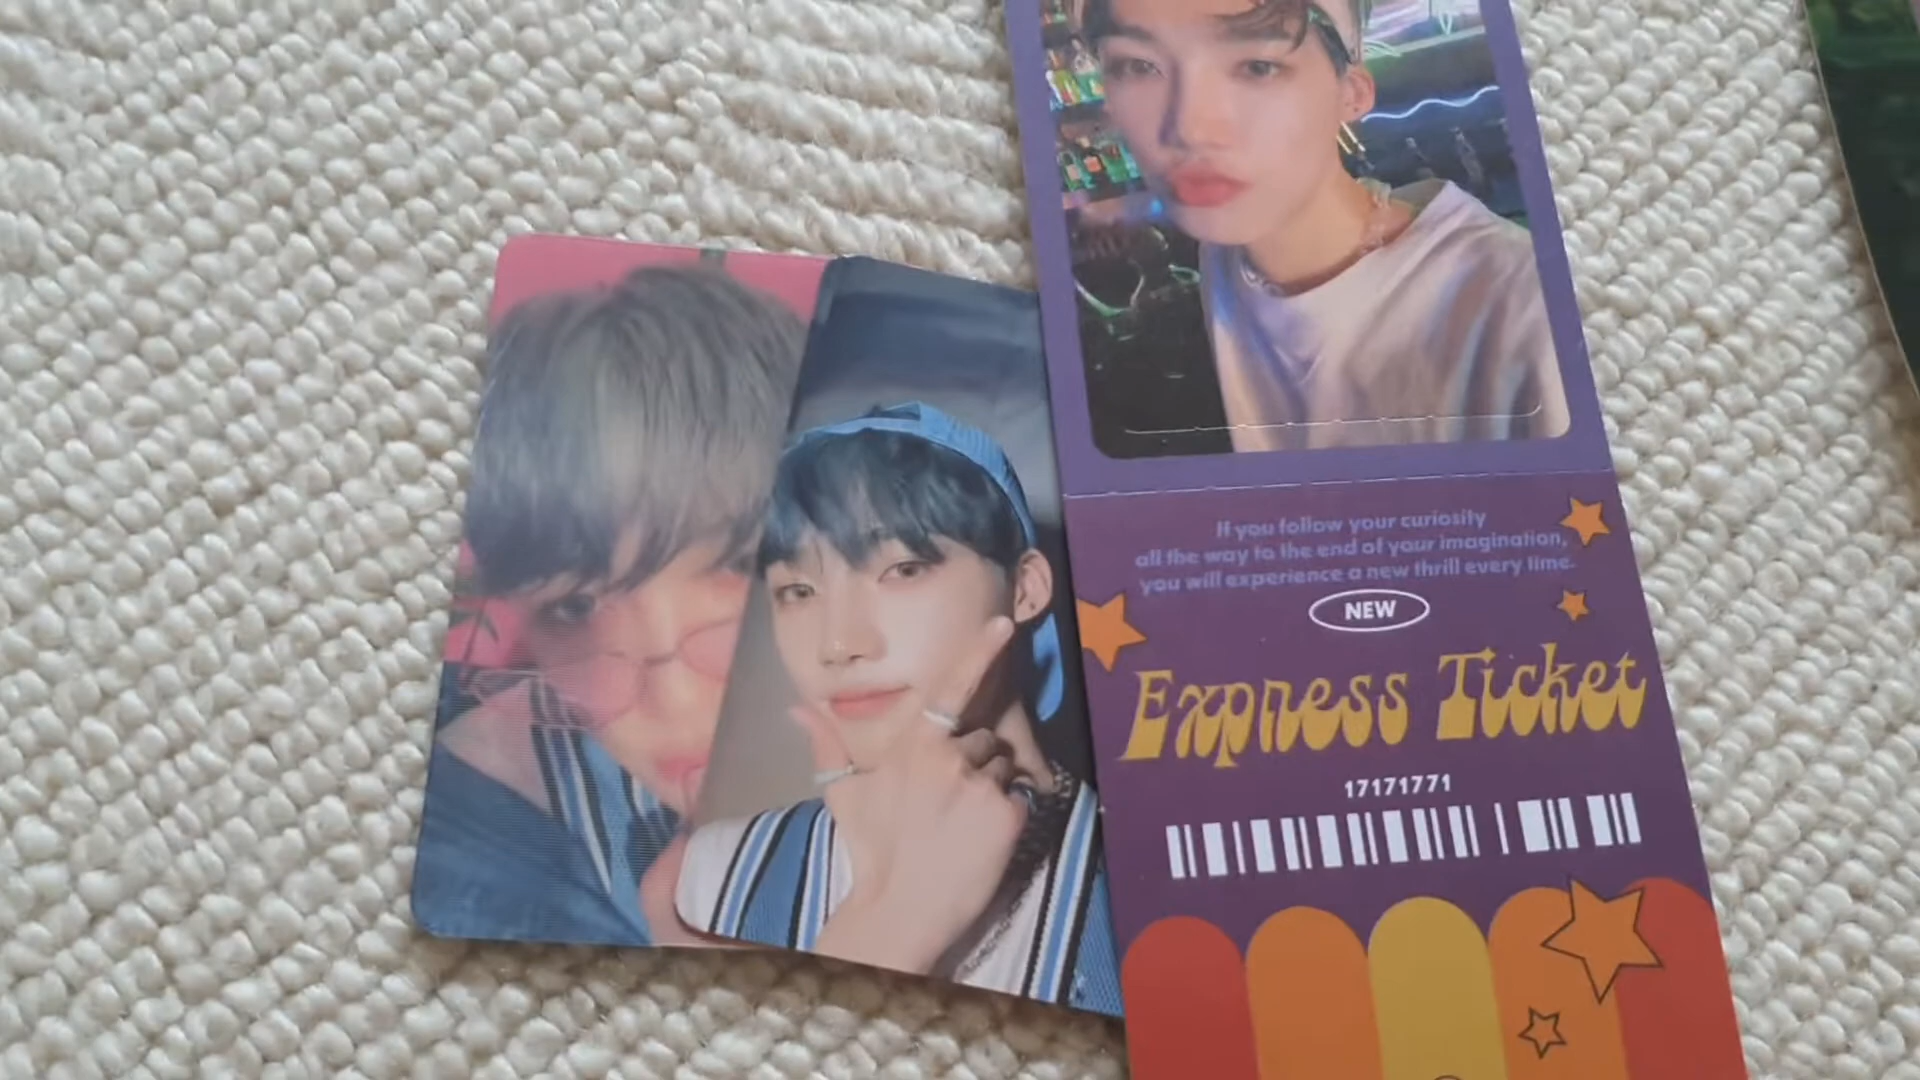 If you follow your curiosity
all the way to the end of your imagination,
you will experience a new thrill every time.
NEW
Express Ticket
17171771